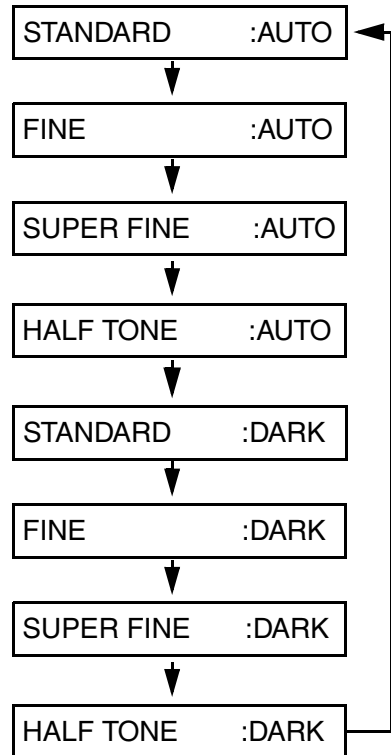 STANDARD :AUTO
FINE :AUTO
SUPER FINE :AUTO
HALF TONE :AUTO
STANDARD :DARK
FINE :DARK
SUPER FINE :DARK
HALF TONE :DARK